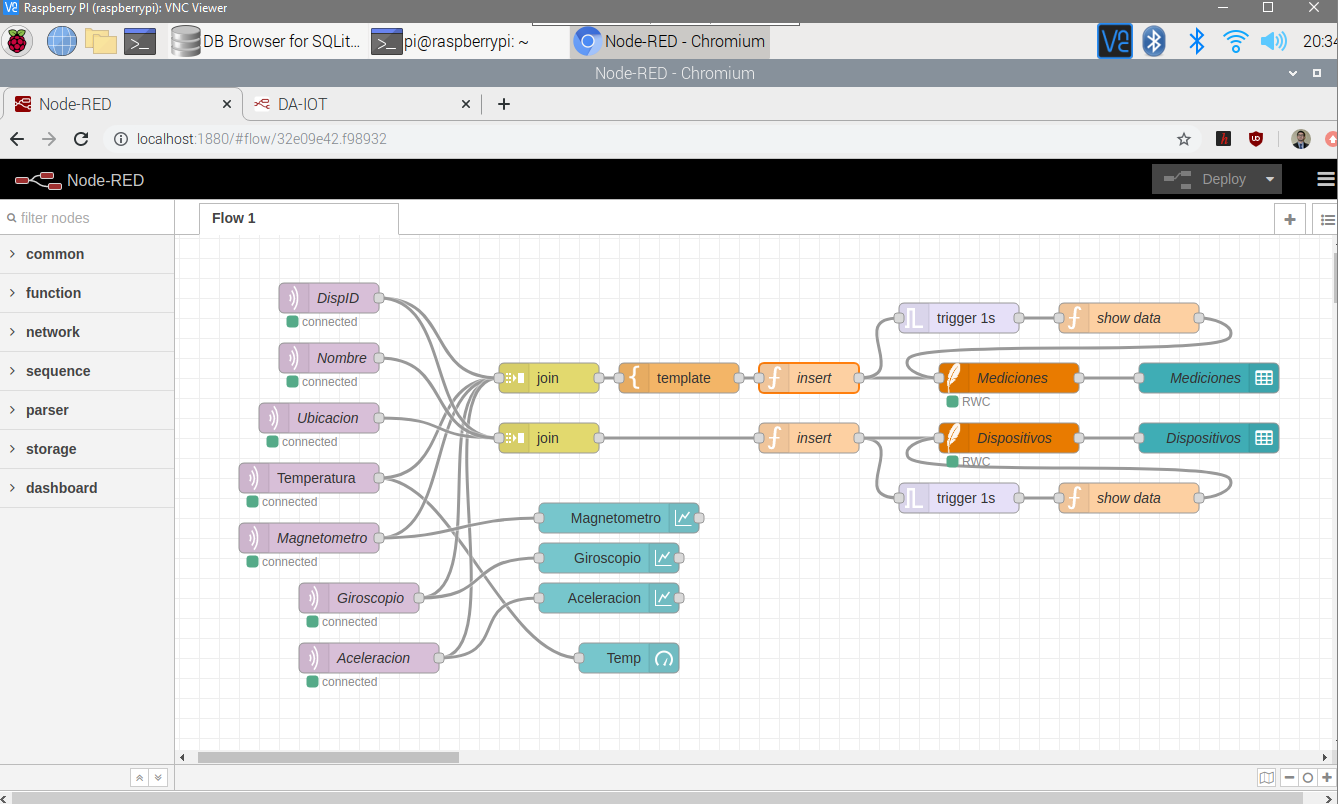 Raspberry PI (raspberrypi): VNC Viewer
DB Browser for SQLit...
pi@raspberrypi: ~
Node-RED - Chromium
20:34
Node-RED - Chromium
Node-RED
DA-IOT
localhost:1880/#flow/32e09e42.f98932
Node-RED
Deploy
filter nodes
Flow 1
common
function
network
sequence
parser
storage
dashboard
DispID
connected
trigger 1s
show data
Nombre
connected
join
template
insert
Mediciones
RWC
Mediciones
Ubicacion
connected
join
insert
Dispositivos
RWC
Dispositivos
Temperatura
connected
trigger 1s
show data
Magnetometro
connected
Magnetometro
Giroscopio
Giroscopio
connected
Aceleracion
Aceleracion
connected
Temp